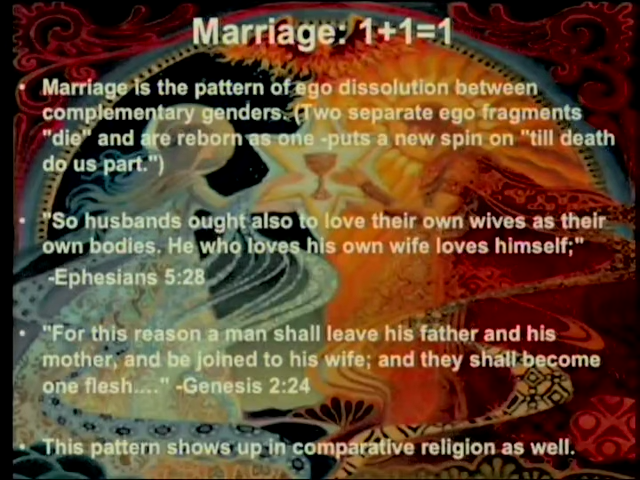 Marriage: 1+1=1
• Marriage is the pattern of ego dissolution between
complementary genders. (Two separate ego fragments
"die" and are reborn as one -puts a new spin on "till death
do us part.")
• "So husbands ought also to love their own wives as their
own bodies. He who loves his own wife loves himself;"
-Ephesians 5:28
• "For this reason a man shall leave his father and his
mother, and be joined to his wife; and they shall become
one flesh...." -Genesis 2:24
• This pattern shows up in comparative religion as well.